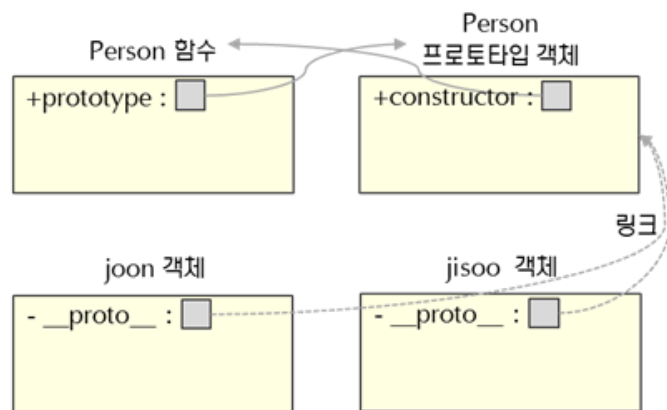 Person 함수
Person
프로토타입 객체
+prototype :
+constructor :
링크
joon 객체
jisoo 객체
- __proto__ :
- __proto__ :